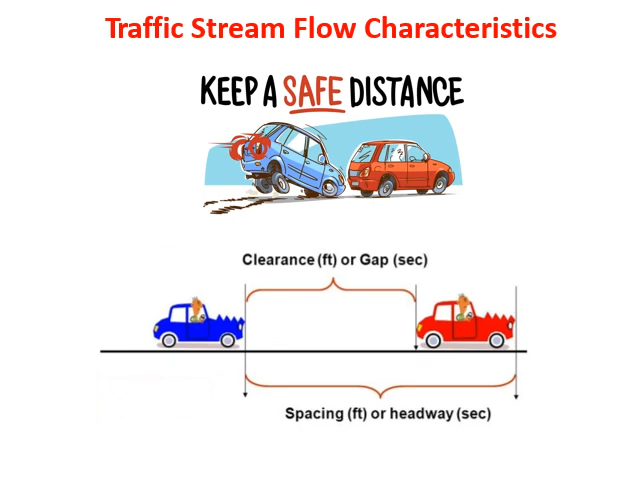 Traffic Stream Flow Characteristics
KEEP A SAFE DISTANCE
Clearance (ft) or Gap (sec)
Spacing (ft) or headway (sec)